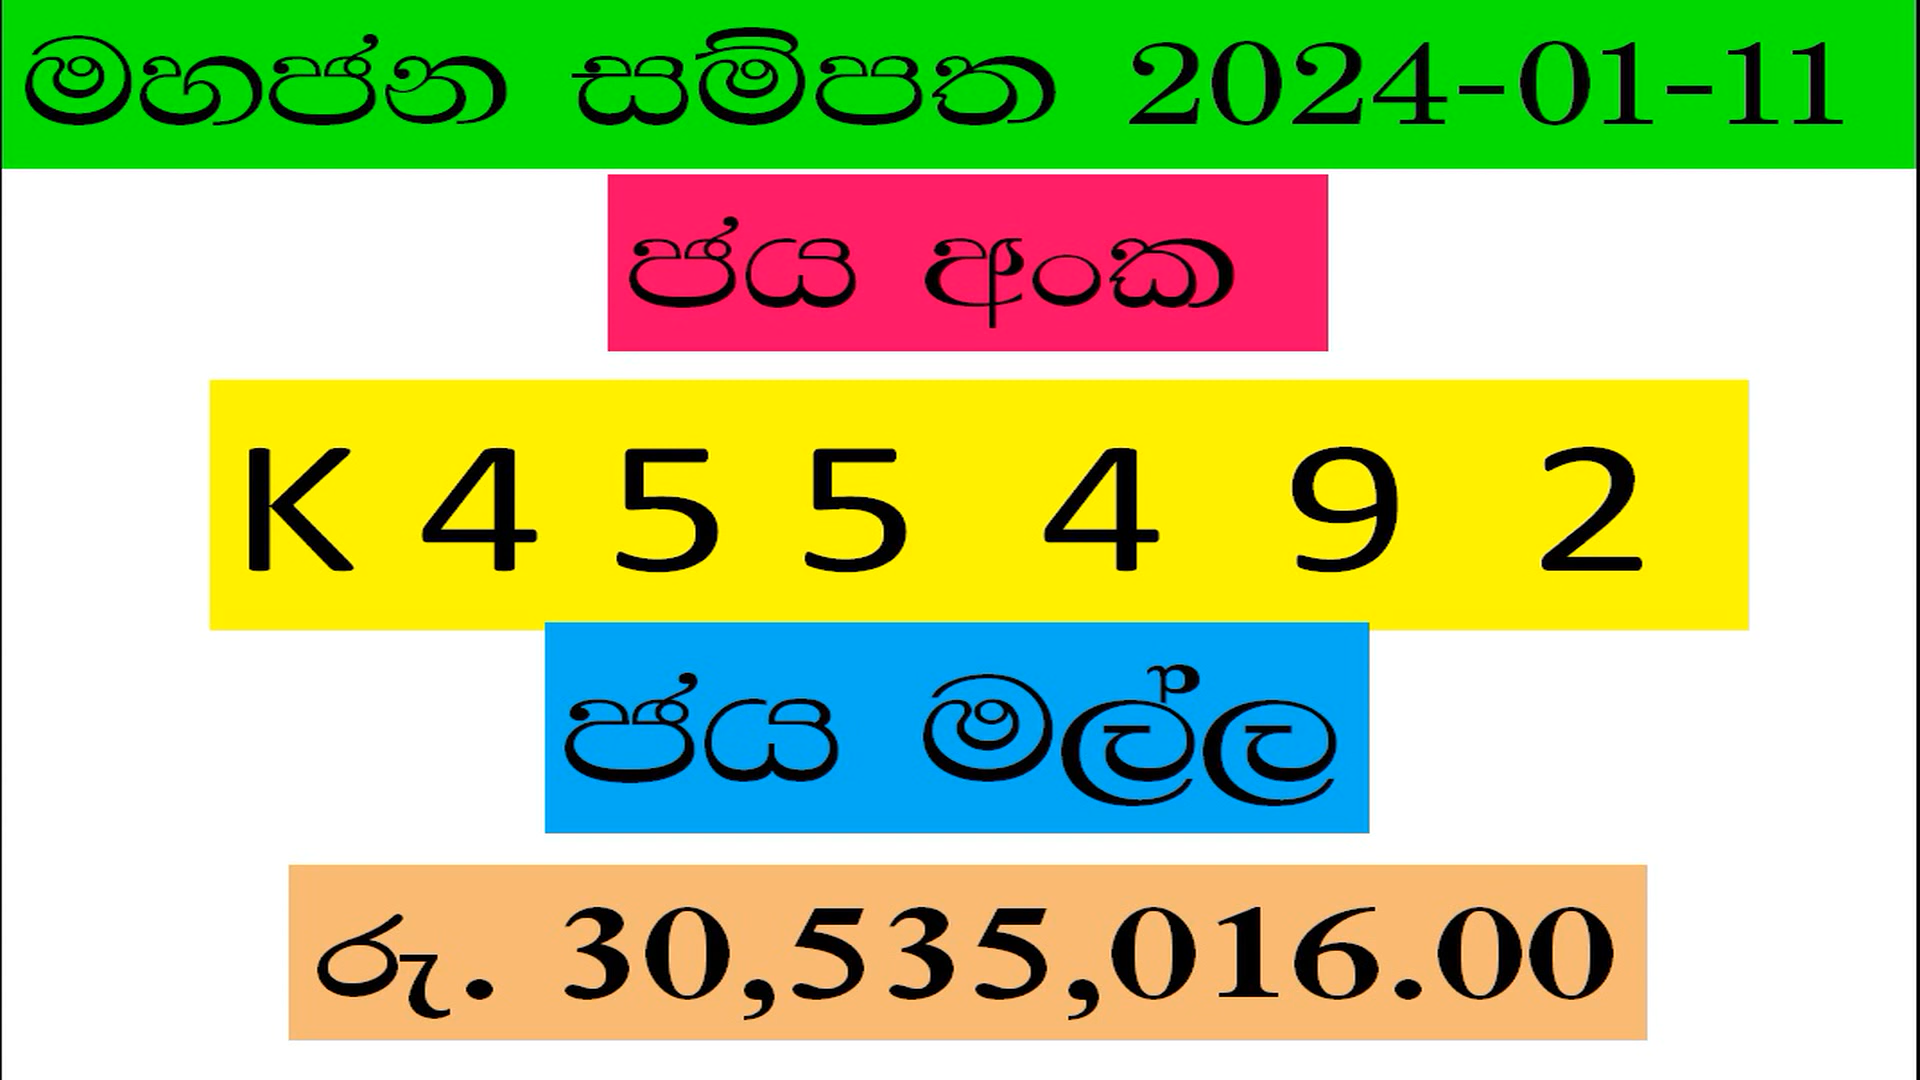 මහජන සම්පත 2024-01-11
ජය අංක
K 4 5 5 4 9 2
ජය මල්ල
රු. 30,535,016.00